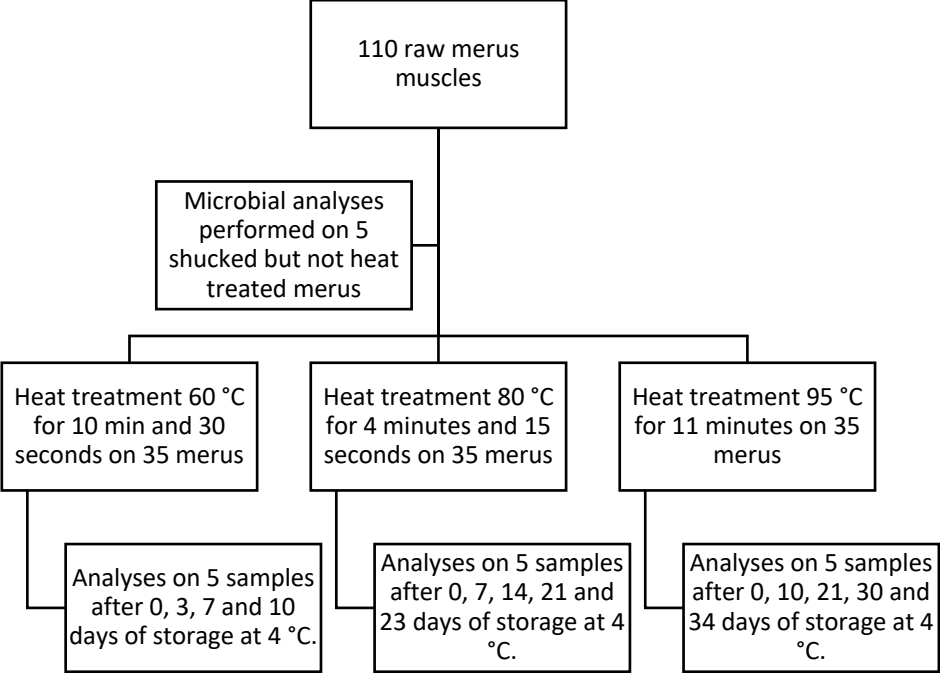 110 raw merus
muscles
Microbial analyses
performed on 5
shucked but not heat
treated merus
Heat treatment 60 °C
for 10 min and 30
seconds on 35 merus
Heat treatment 80 °C
for 4 minutes and 15
seconds on 35 merus
Heat treatment 95 °C
for 11 minutes on 35
merus
Analyses on 5 samples
after 0, 3, 7 and 10
days of storage at 4 °C.
Analyses on 5 samples
after 0, 7, 14, 21 and
23 days of storage at 4
°C.
Analyses on 5 samples
after 0, 10, 21, 30 and
34 days of storage at 4
°C.